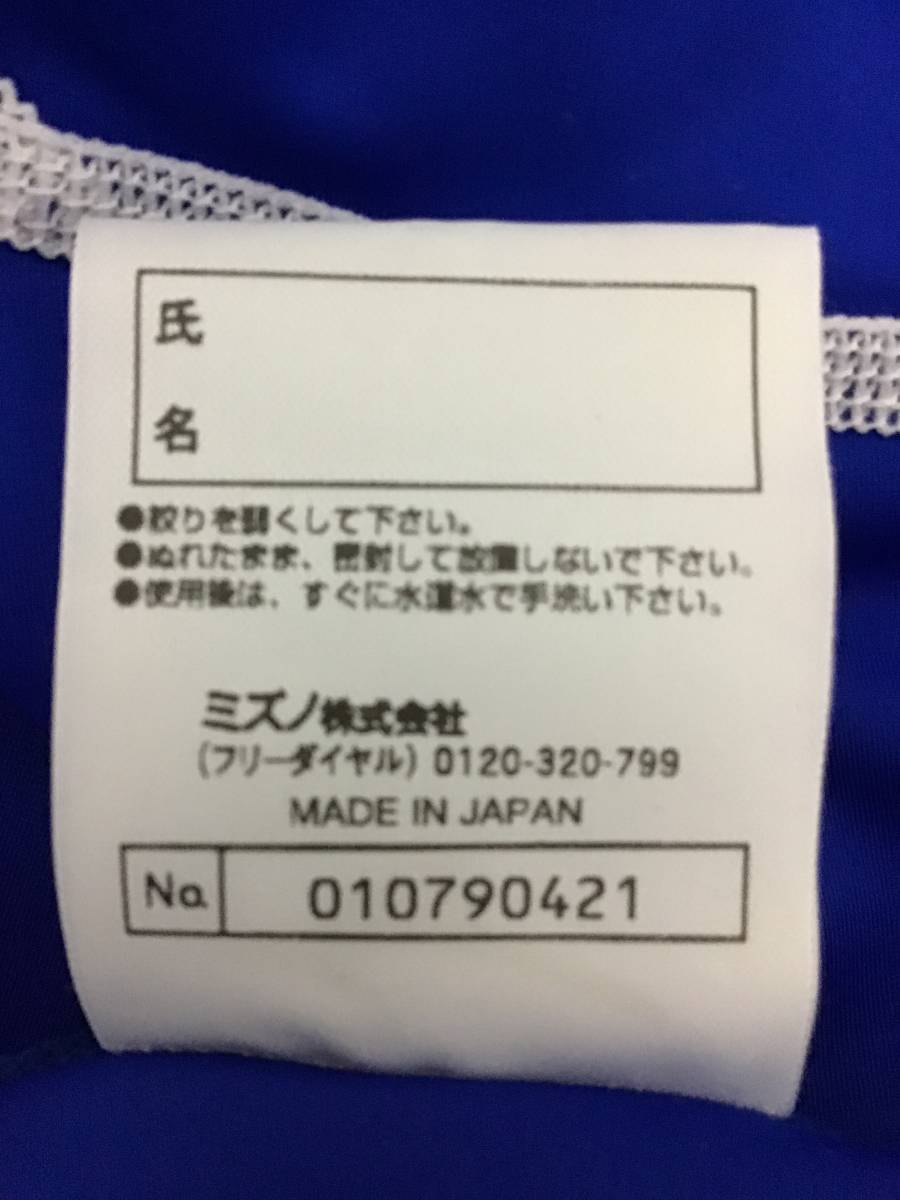 氏
名
●絞りを弱くして下さい。
●ぬれたまま、密封して放置しないで下さい。
●使用後は、すぐに水道水で手洗い下さい。
ミズノ株式会社
(フリーダイヤル) 0120-320-799
MADE IN JAPAN
No. 010790421